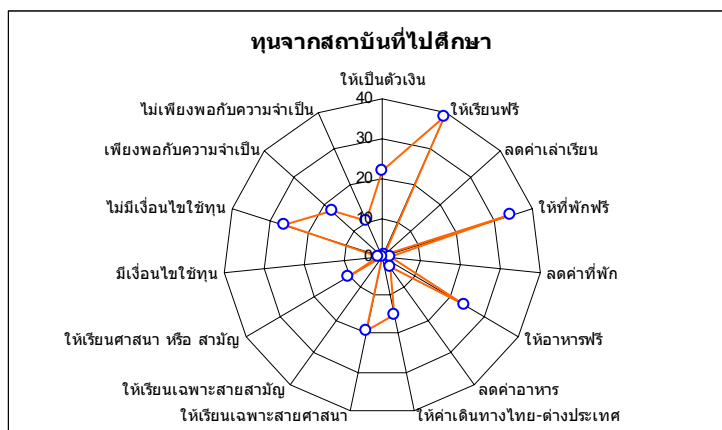 ทุนจากสถาบันที่ไปศึกษา
ให้เป็นตัวเงิน
40
ไม่เพียงพอกับความจำเป็น
ให้เรียนฟรี
30
เพียงพอกับความจำเป็น
ลดค่าเล่าเรียน
20
ไม่มีเงื่อนไขใช้ทุน
ให้ที่พักฟรี
10
0
มีเงื่อนไขใช้ทุน
ลดค่าที่พัก
ให้เรียนศาสนา หรือ สามัญ
ให้อาหารฟรี
ให้เรียนเฉพาะสายสามัญ
ลดค่าอาหาร
ให้เรียนเฉพาะสายศาสนา
ให้ค่าเดินทางไทย-ต่างประเทศ